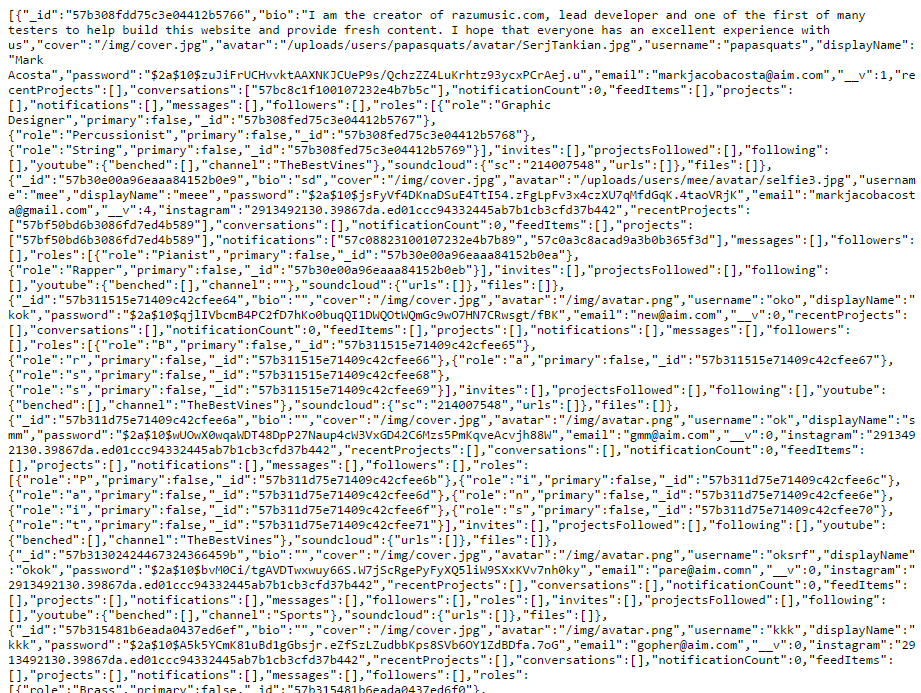 [{"_id":"57b308fdd75c3e04412b5766","bio":"I am the creator of razumusic.com, lead developer and one of the first of many
testers to help build this website and provide fresh content. I hope that everyone has an excellent experience with
us","cover":"/img/cover.jpg","avatar":"/uploads/users/papasquats/avatar/SerjTankian.jpg","username":"papasquats","displayName":
"Mark
Acosta","password":"$2a$10$zuJiFrUCHvvktAAXNKJCUeP9s/QchzZZ4LuKrhtz93ycxPCrAej.u","email":"markjacobacosta@aim.com","__v":1,"re
centProjects":[],"conversations":["57bc8c1f100107232e4b7b5c"],"notificationCount":0,"feedItems":[],"projects":
[],"notifications":[],"messages":[],"followers":[],"roles":[{"role":"Graphic
Designer","primary":false,"_id":"57b308fed75c3e04412b5767"},
{"role":"Percussionist","primary":false,"_id":"57b308fed75c3e04412b5768"},
{"role":"String","primary":false,"_id":"57b308fed75c3e04412b5769"}],"invites":[],"projectsFollowed":[],"following":
[],"youtube":{"benched":[],"channel":"TheBestVines"},"soundcloud":{"sc":"214007548","urls":[]},"files":[]},
{"_id":"57b30e00a96eaaa84152b0e9","bio":"sd","cover":"/img/cover.jpg","avatar":"/uploads/users/mee/avatar/selfie3.jpg","usernam
e":"mee","displayName":"meee","password":"$2a$10$jsFyVf4DKnaDSuE4TtI54.zFgLpFv3x4czXU7qMfdGqK.4taoVRjK","email":"markjacobacost
a@gmail.com","__v":4,"instagram":"2913492130.39867da.ed01ccc94332445ab7b1cb3cfd37b442","recentProjects":
["57bf50bd6b3086fd7ed4b589"],"conversations":[],"notificationCount":0,"feedItems":[],"projects":
["57bf50bd6b3086fd7ed4b589"],"notifications":["57c08823100107232e4b7b89","57c0a3c8acad9a3b0b365f3d"],"messages":[],"followers":
[],"roles":[{"role":"Pianist","primary":false,"_id":"57b30e00a96eaaa84152b0ea"},
{"role":"Rapper","primary":false,"_id":"57b30e00a96eaaa84152b0eb"}],"invites":[],"projectsFollowed":[],"following":
[],"youtube":{"benched":[],"channel":""},"soundcloud":{"urls":[]},"files":[]},
{"_id":"57b311515e71409c42cfee64","bio":"","cover":"/img/cover.jpg","avatar":"/img/avatar.png","username":"oko","displayName":"
kok","password":"$2a$10$qjlIVbcmB4PC2fD7hKo0buqQI1DWQOtWQmGc9wO7HN7CRwsgt/fBK","email":"new@aim.com","__v":0,"recentProjects":
[],"conversations":[],"notificationCount":0,"feedItems":[],"projects":[],"notifications":[],"messages":[],"followers":
[],"roles":[{"role":"B","primary":false,"_id":"57b311515e71409c42cfee65"},
{"role":"r","primary":false,"_id":"57b311515e71409c42cfee66"},{"role":"a","primary":false,"_id":"57b311515e71409c42cfee67"},
{"role":"s","primary":false,"_id":"57b311515e71409c42cfee68"},
{"role":"s","primary":false,"_id":"57b311515e71409c42cfee69"}],"invites":[],"projectsFollowed":[],"following":[],"youtube":
{"benched":[],"channel":"TheBestVines"},"soundcloud":{"sc":"214007548","urls":[]},"files":[]},
{"_id":"57b311d75e71409c42cfee6a","bio":"","cover":"/img/cover.jpg","avatar":"/img/avatar.png","username":"ok","displayName":"s
mm","password":"$2a$10$wUOwX0wqaWDT48DpP27Naup4cW3VxGD42C6Mzs5PmKqveAcvjh88W","email":"gmm@aim.com","__v":0,"instagram":"291349
2130.39867da.ed01ccc94332445ab7b1cb3cfd37b442","recentProjects":[],"conversations":[],"notificationCount":0,"feedItems":
[],"projects":[],"notifications":[],"messages":[],"followers":[],"roles":
[{"role":"P","primary":false,"_id":"57b311d75e71409c42cfee6b"},{"role":"i","primary":false,"_id":"57b311d75e71409c42cfee6c"},
{"role":"a","primary":false,"_id":"57b311d75e71409c42cfee6d"},{"role":"n","primary":false,"_id":"57b311d75e71409c42cfee6e"},
{"role":"i","primary":false,"_id":"57b311d75e71409c42cfee6f"},{"role":"s","primary":false,"_id":"57b311d75e71409c42cfee70"},
{"role":"t","primary":false,"_id":"57b311d75e71409c42cfee71"}],"invites":[],"projectsFollowed":[],"following":[],"youtube":
{"benched":[],"channel":"TheBestVines"},"soundcloud":{"urls":[]},"files":[]},
{"_id":"57b31302424467324366459b","bio":"","cover":"/img/cover.jpg","avatar":"/img/avatar.png","username":"oksrf","displayName"
:"okok","password":"$2a$10$bvM0Ci/tgAVDTwxwuy66S.W7jScRgePyFyXQ5liW9SXxKVv7nh0ky","email":"pare@aim.comn","__v":0,"instagram":"
2913492130.39867da.ed01ccc94332445ab7b1cb3cfd37b442","recentProjects":[],"conversations":[],"notificationCount":0,"feedItems":
[],"projects":[],"notifications":[],"messages":[],"followers":[],"roles":[],"invites":[],"projectsFollowed":[],"following":
[],"youtube":{"benched":[],"channel":"Sports"},"soundcloud":{"urls":[]},"files":[]},
{"_id":"57b315481b6eada0437ed6ef","bio":"","cover":"/img/cover.jpg","avatar":"/img/avatar.png","username":"kkk","displayName":"
kkk","password":"$2a$10$A5k5YCmK81uBd1gGbsjr.eZfSzLZudbbKps8SVb6OY1ZdBDfa.7oG","email":"gopher@aim.com","__v":0,"instagram":"29
13492130.39867da.ed01ccc94332445ab7b1cb3cfd37b442","recentProjects":[],"conversations":[],"notificationCount":0,"feedItems":
[],"projects":[],"notifications":[],"messages":[],"followers":[],"roles":
[{"role":"Brass","primary":false,"_id":"57b315481b6eada0437ed6f0"},